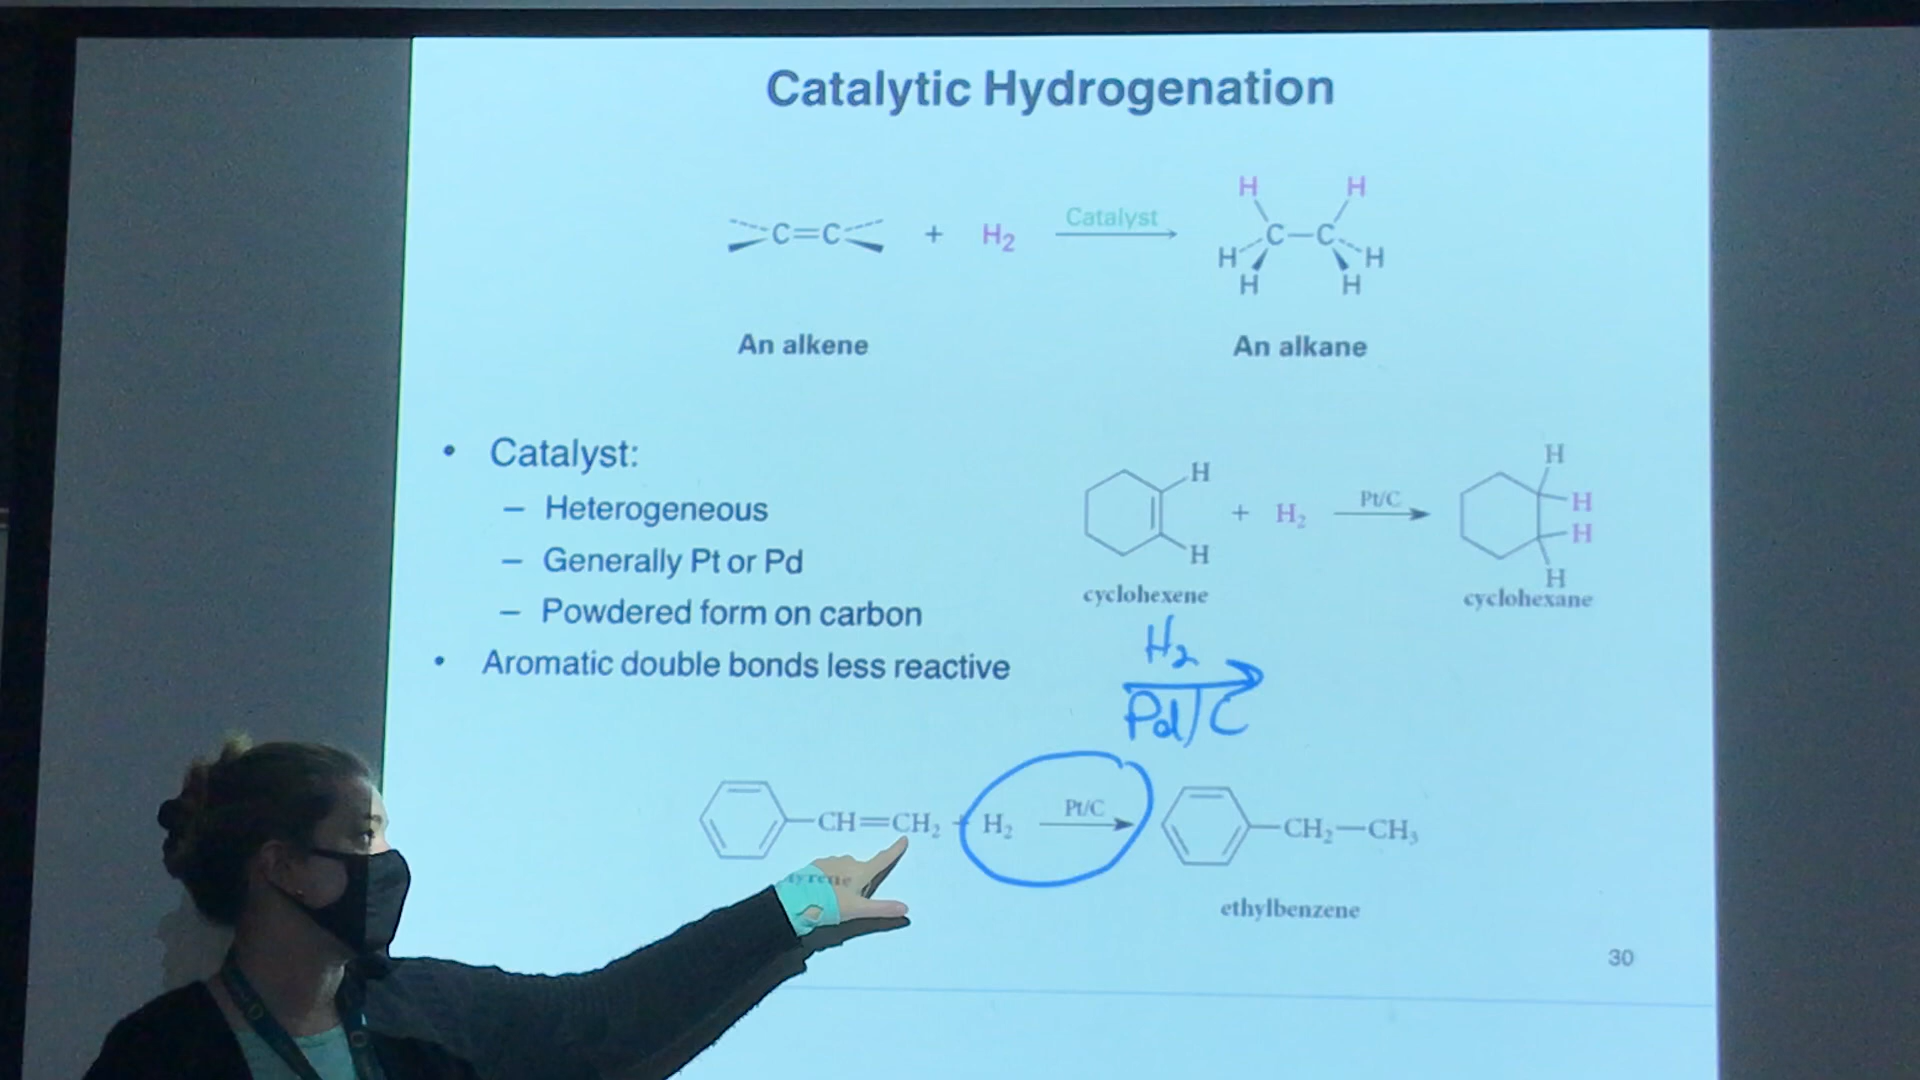 Catalytic Hydrogenation
H H
C=C + H₂ Catalyst C—C
H H
H H
An alkene An alkane
• Catalyst:
– Heterogeneous
– Generally Pt or Pd
– Powdered form on carbon
• Aromatic double bonds less reactive
H H
H + H₂ Pt/C H
H H
cyclohexene cyclohexane
H₂
Pd/C
CH=CH₂ + H₂ Pt/C CH₂—CH₃
ethylbenzene
30